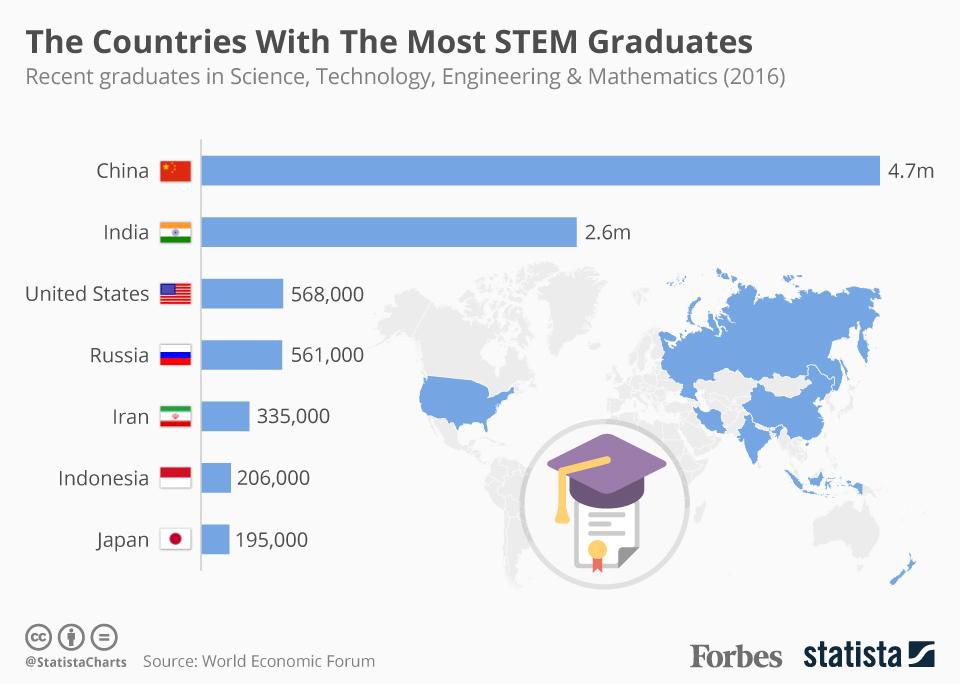 The Countries With The Most STEM Graduates
Recent graduates in Science, Technology, Engineering & Mathematics (2016)
China 4.7m
India 2.6m
United States 568,000
Russia 561,000
Iran 335,000
Indonesia 206,000
Japan 195,000
cc
@StatistaCharts Source: World Economic Forum
Forbes statista